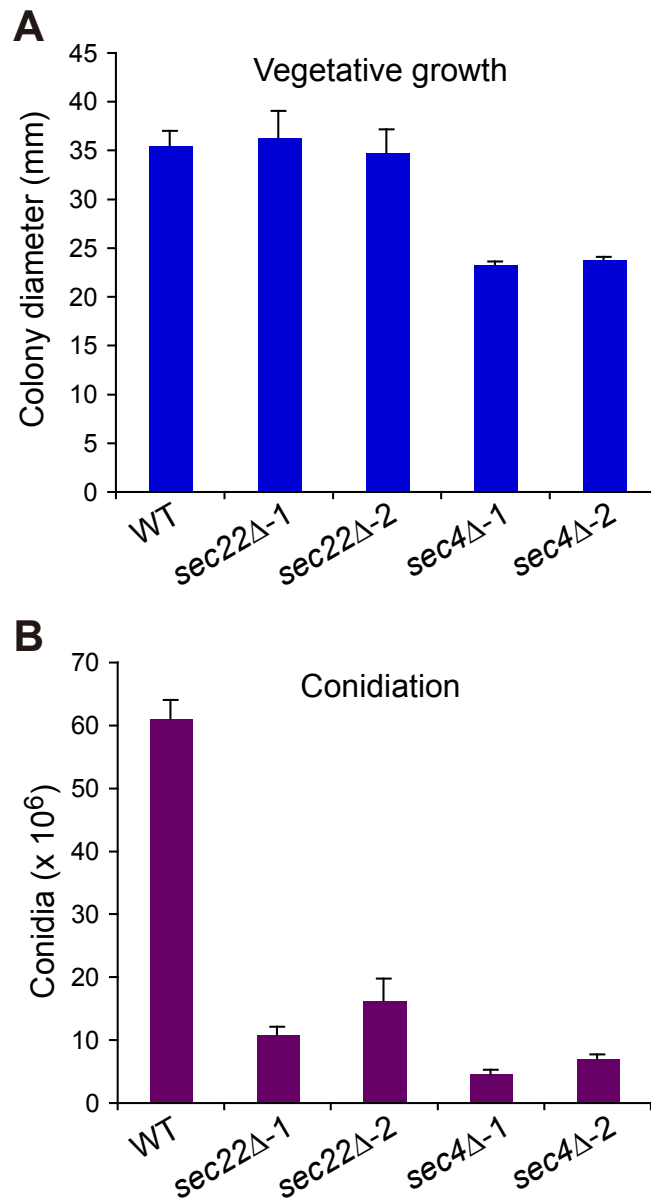 A
Vegetative growth
Colony diameter (mm)
45
40
35
30
25
20
15
10
5
0
WT
sec22Δ-1
sec22Δ-2
sec4Δ-1
sec4Δ-2
B
Conidiation
Conidia (x 10⁶)
70
60
50
40
30
20
10
0
WT
sec22Δ-1
sec22Δ-2
sec4Δ-1
sec4Δ-2